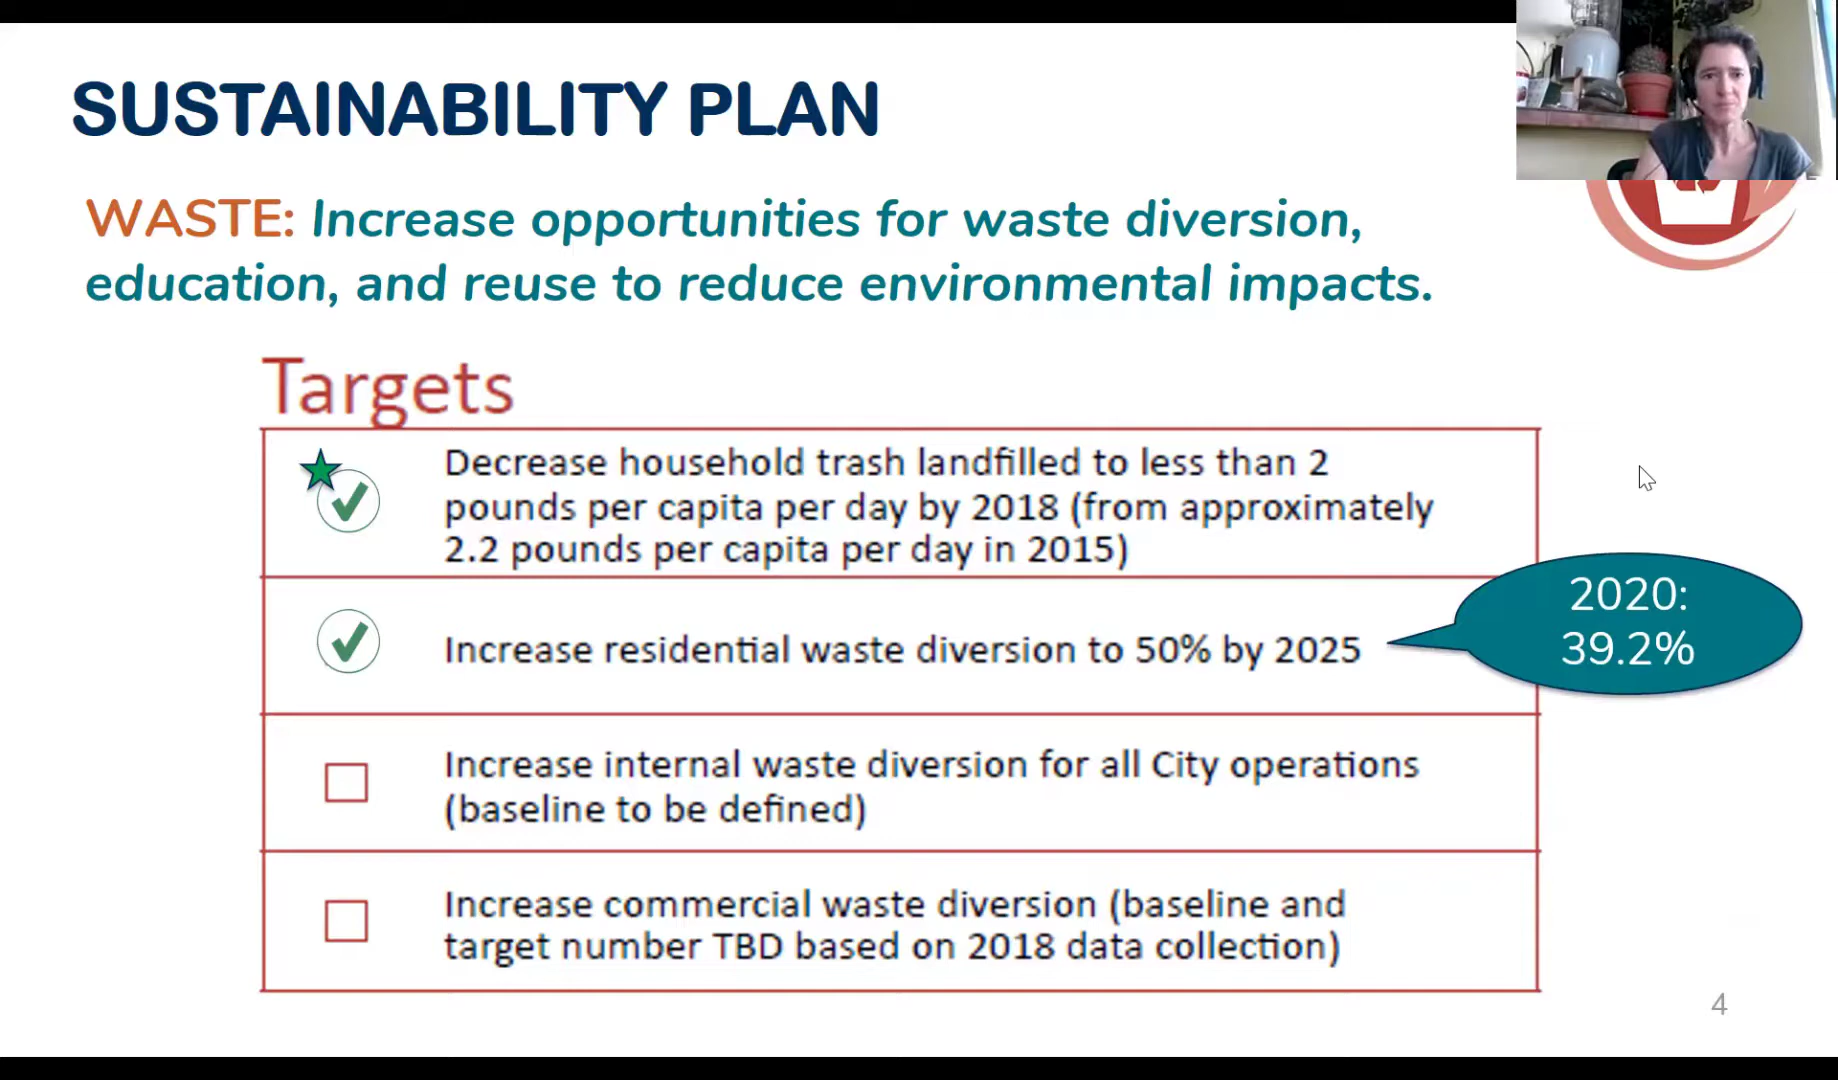 SUSTAINABILITY PLAN
WASTE: Increase opportunities for waste diversion,
education, and reuse to reduce environmental impacts.
Targets
Decrease household trash landfilled to less than 2
pounds per capita per day by 2018 (from approximately
2.2 pounds per capita per day in 2015)
Increase residential waste diversion to 50% by 2025
2020:
39.2%
Increase internal waste diversion for all City operations
(baseline to be defined)
Increase commercial waste diversion (baseline and
target number TBD based on 2018 data collection)
4